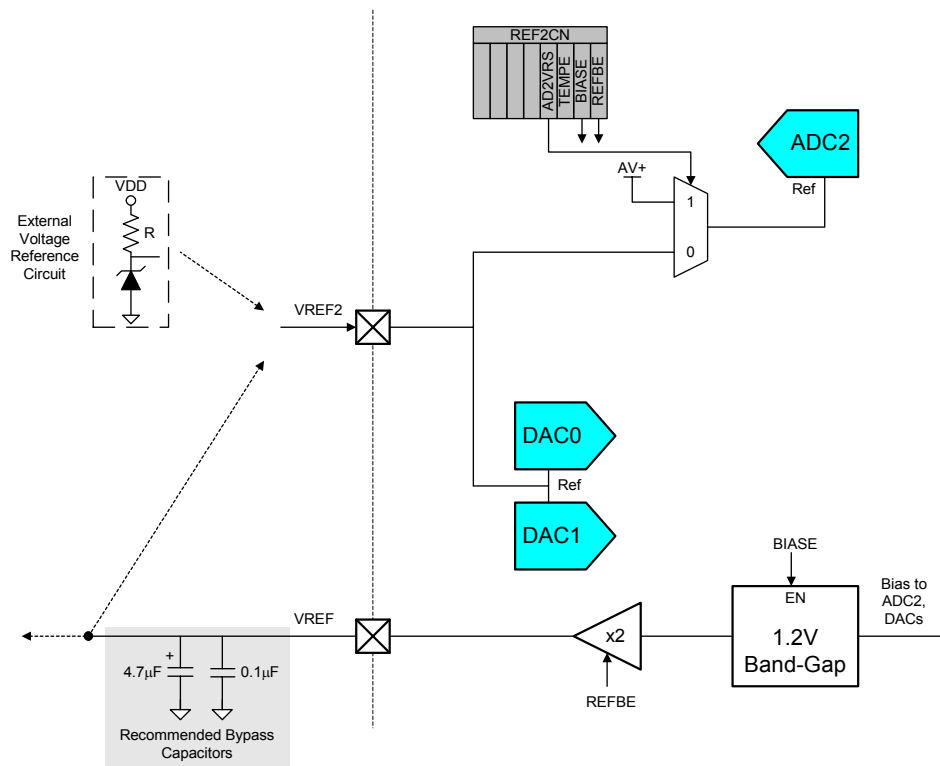 REF2CN
AD2VRS
TEMPE
BIASE
REFBE
ADC2
Ref
AV+
1
0
VDD
R
External
Voltage
Reference
Circuit
VREF2
DAC0
Ref
DAC1
BIASE
EN
1.2V
Band-Gap
Bias to
ADC2,
DACs
x2
REFBE
VREF
+
4.7µF
0.1µF
Recommended Bypass
Capacitors